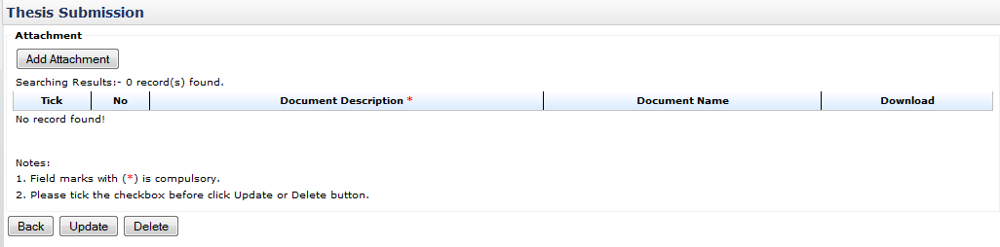 Thesis Submission
Attachment
Add Attachment
Searching Results:- 0 record(s) found.
Tick No Document Description * Document Name Download
No record found!
Notes:
1. Field marks with (*) is compulsory.
2. Please tick the checkbox before click Update or Delete button.
Back Update Delete